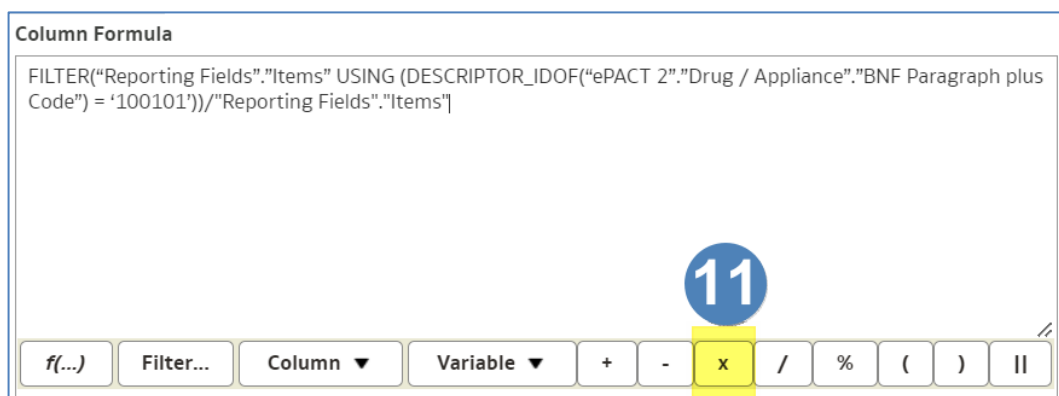 Column Formula
FILTER(“Reporting Fields”.”Items” USING (DESCRIPTOR_IDOF(“ePACT 2”.”Drug / Appliance”.”BNF Paragraph plus
Code”) = ‘100101’))/"Reporting Fields"."Items"
11
f(...) Filter... Column ▼ Variable ▼ + - x / % ( ) ||